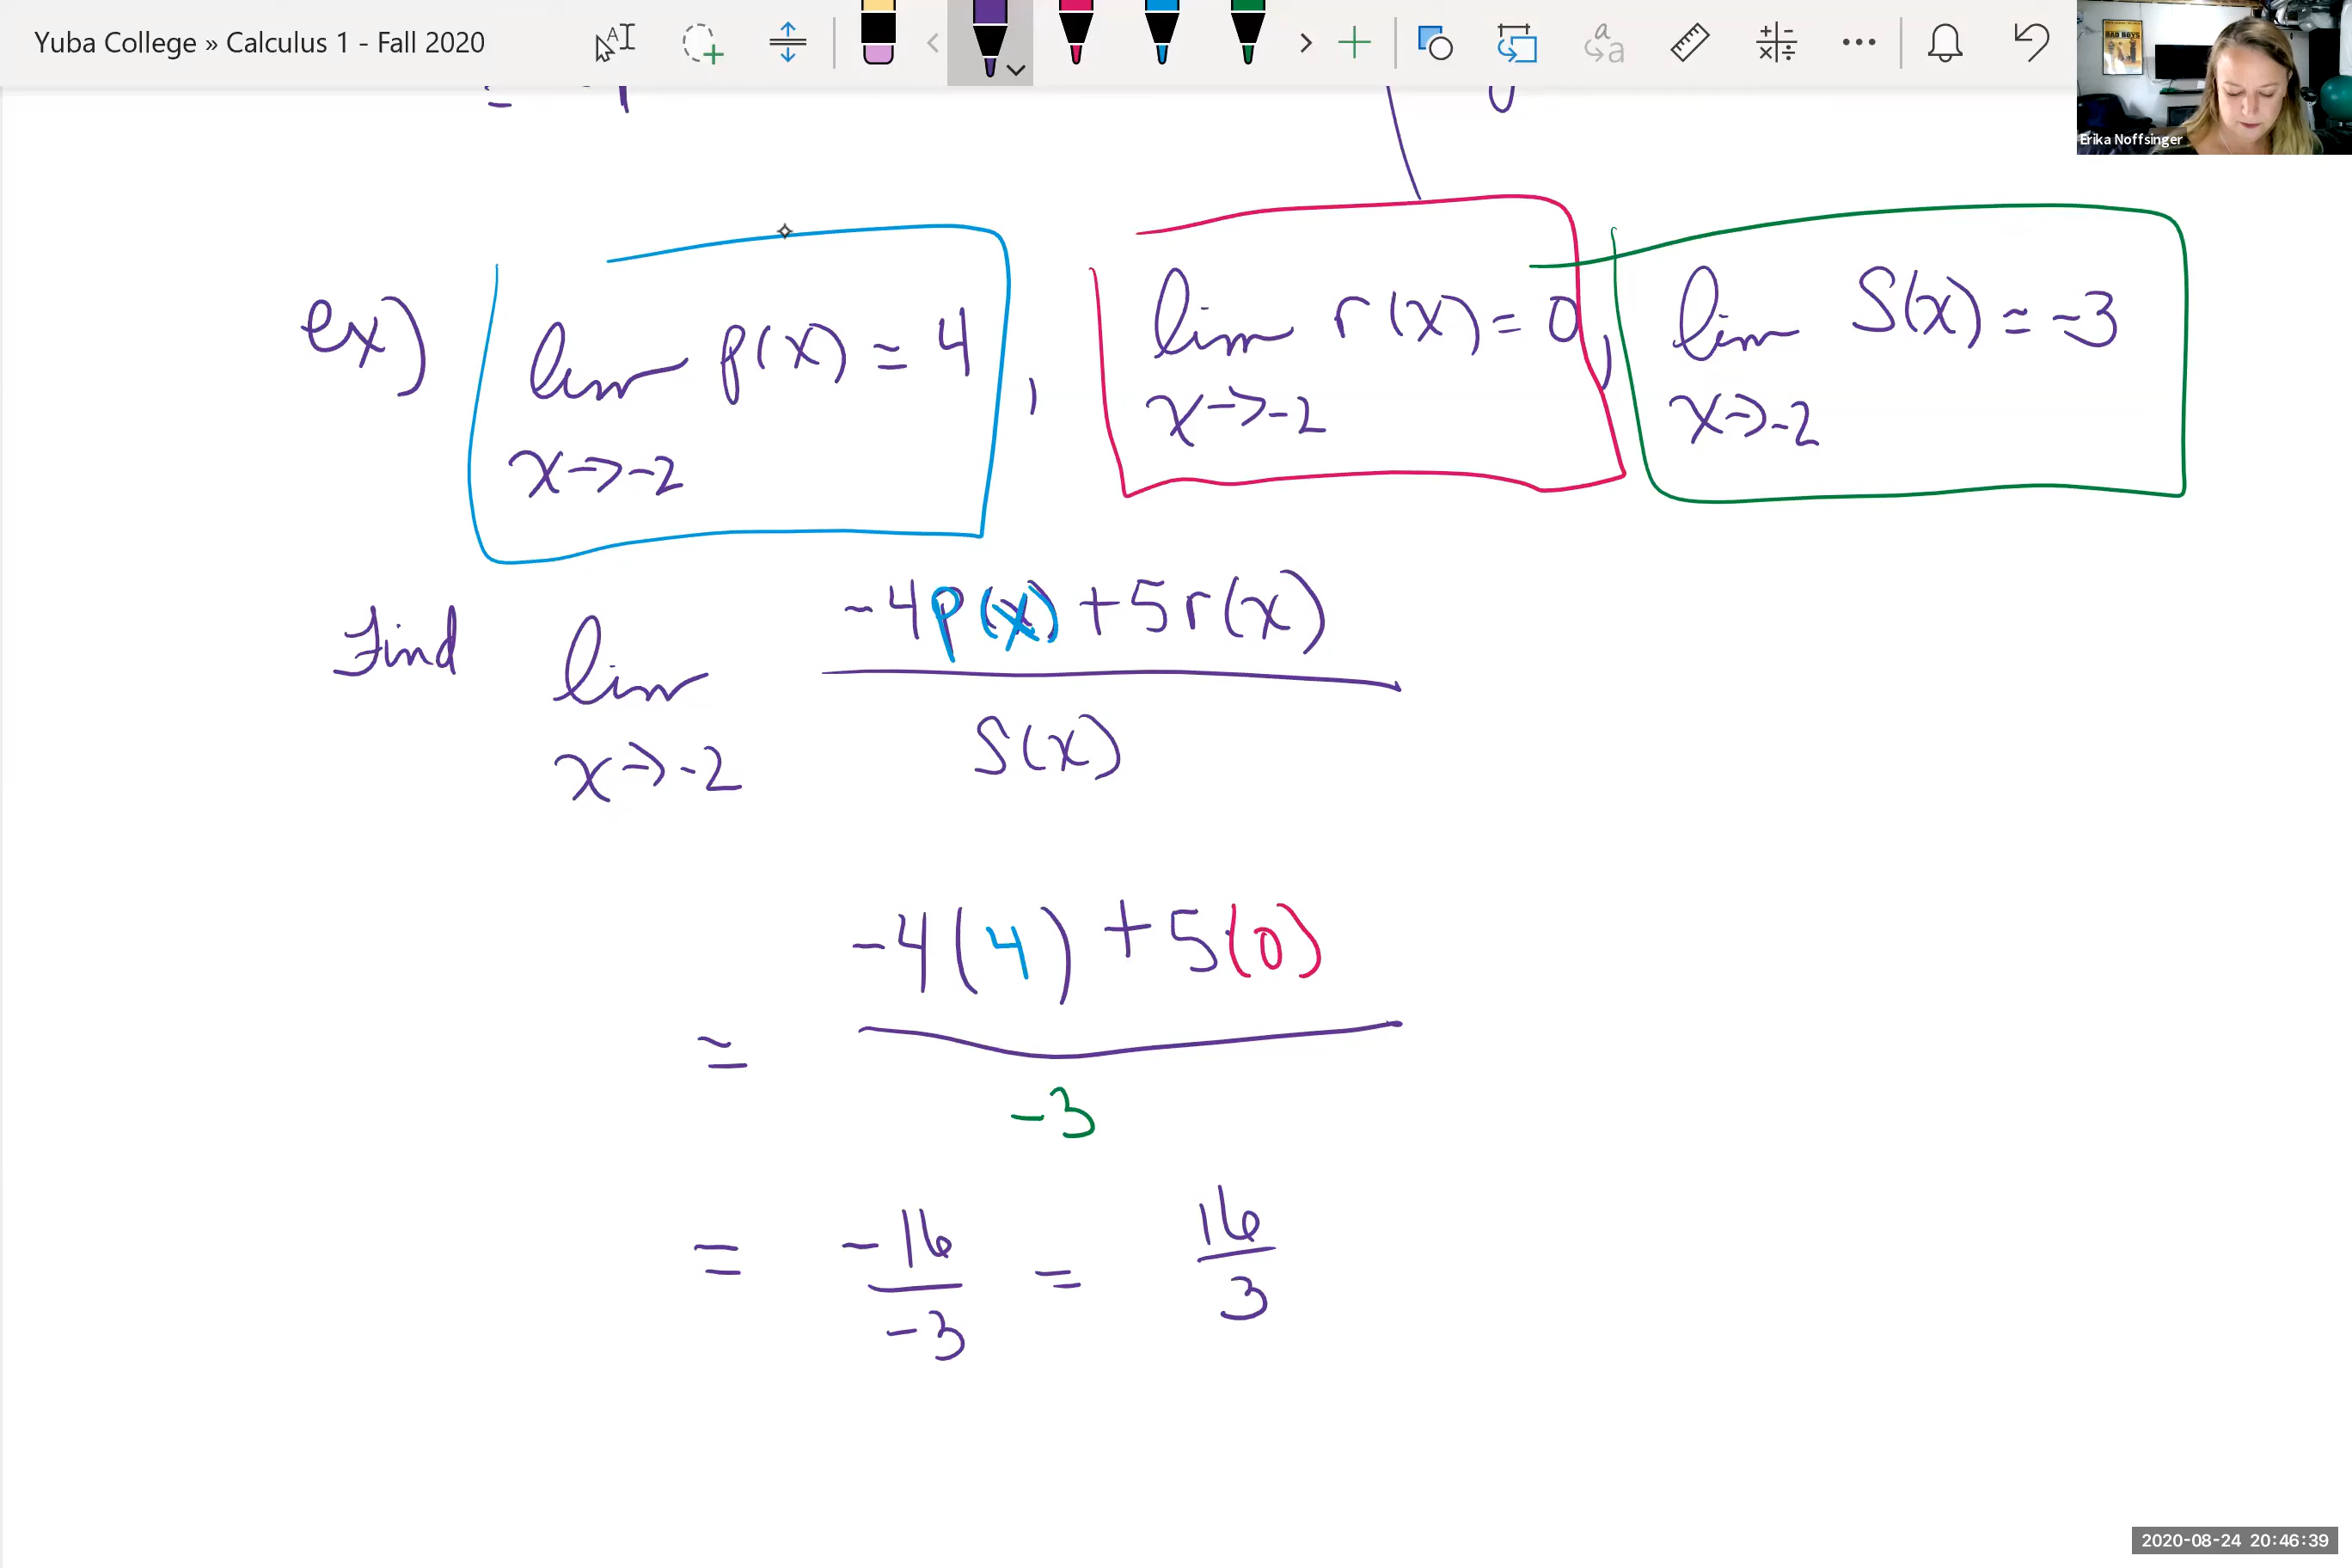 Yuba College » Calculus 1 - Fall 2020
BAD BOYS
Erika Noffsinger
ex) lim p(x) = 4 , lim r(x) = 0, lim S(x) = -3
x→-2 x→-2 x→-2
Find lim -4p(x) + 5r(x)
x→-2 S(x)
= -4(4) + 5(0)
-3
= -16 = 16
-3 3
2020-08-24 20:46:39